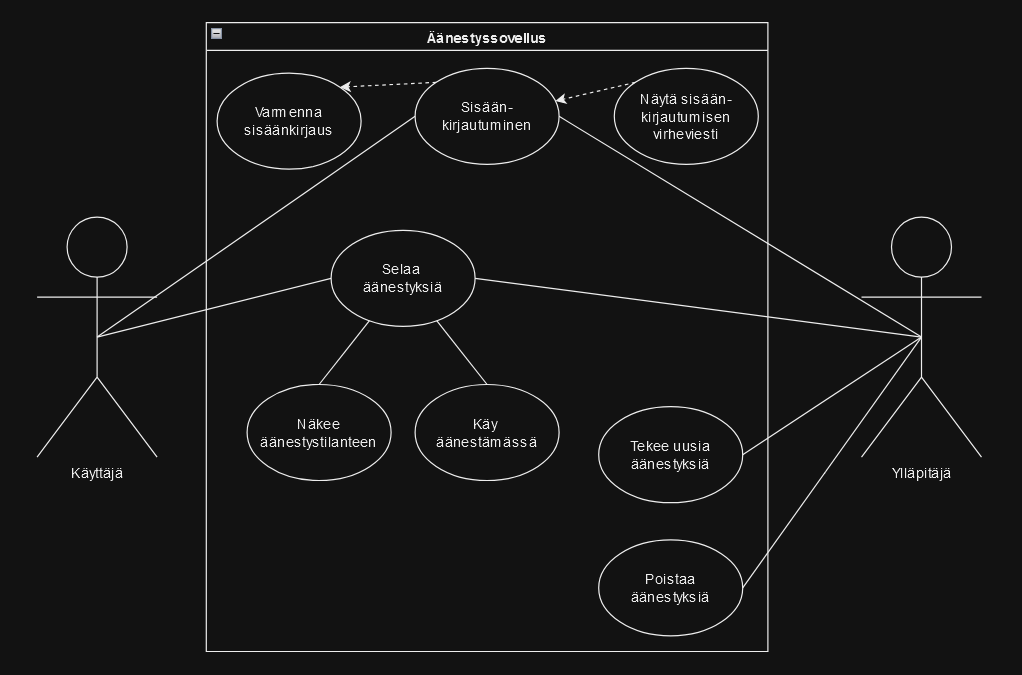 Äänestyssovellus
Varmenna
sisäänkirjaus
Sisään-
kirjautuminen
Näytä sisään-
kirjautumisen
virheviesti
Selaa
äänestyksiä
Näkee
äänestystilanteen
Käy
äänestämässä
Tekee uusia
äänestyksiä
Käyttäjä
Ylläpitäjä
Poistaa
äänestyksiä